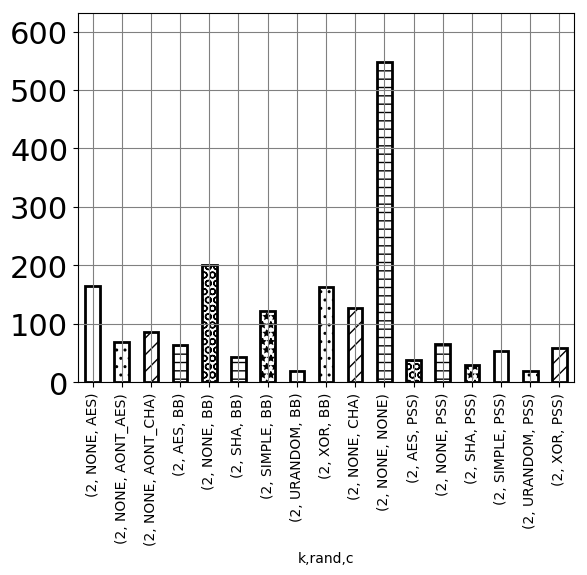 600
500
400
300
200
100
0
(2, NONE, AES)
(2, NONE, AONT_AES)
(2, NONE, AONT_CHA)
(2, AES, BB)
(2, NONE, BB)
(2, SHA, BB)
(2, SIMPLE, BB)
(2, URANDOM, BB)
(2, XOR, BB)
(2, NONE, CHA)
(2, NONE, NONE)
(2, AES, PSS)
(2, NONE, PSS)
(2, SHA, PSS)
(2, SIMPLE, PSS)
(2, URANDOM, PSS)
(2, XOR, PSS)
k,rand,c